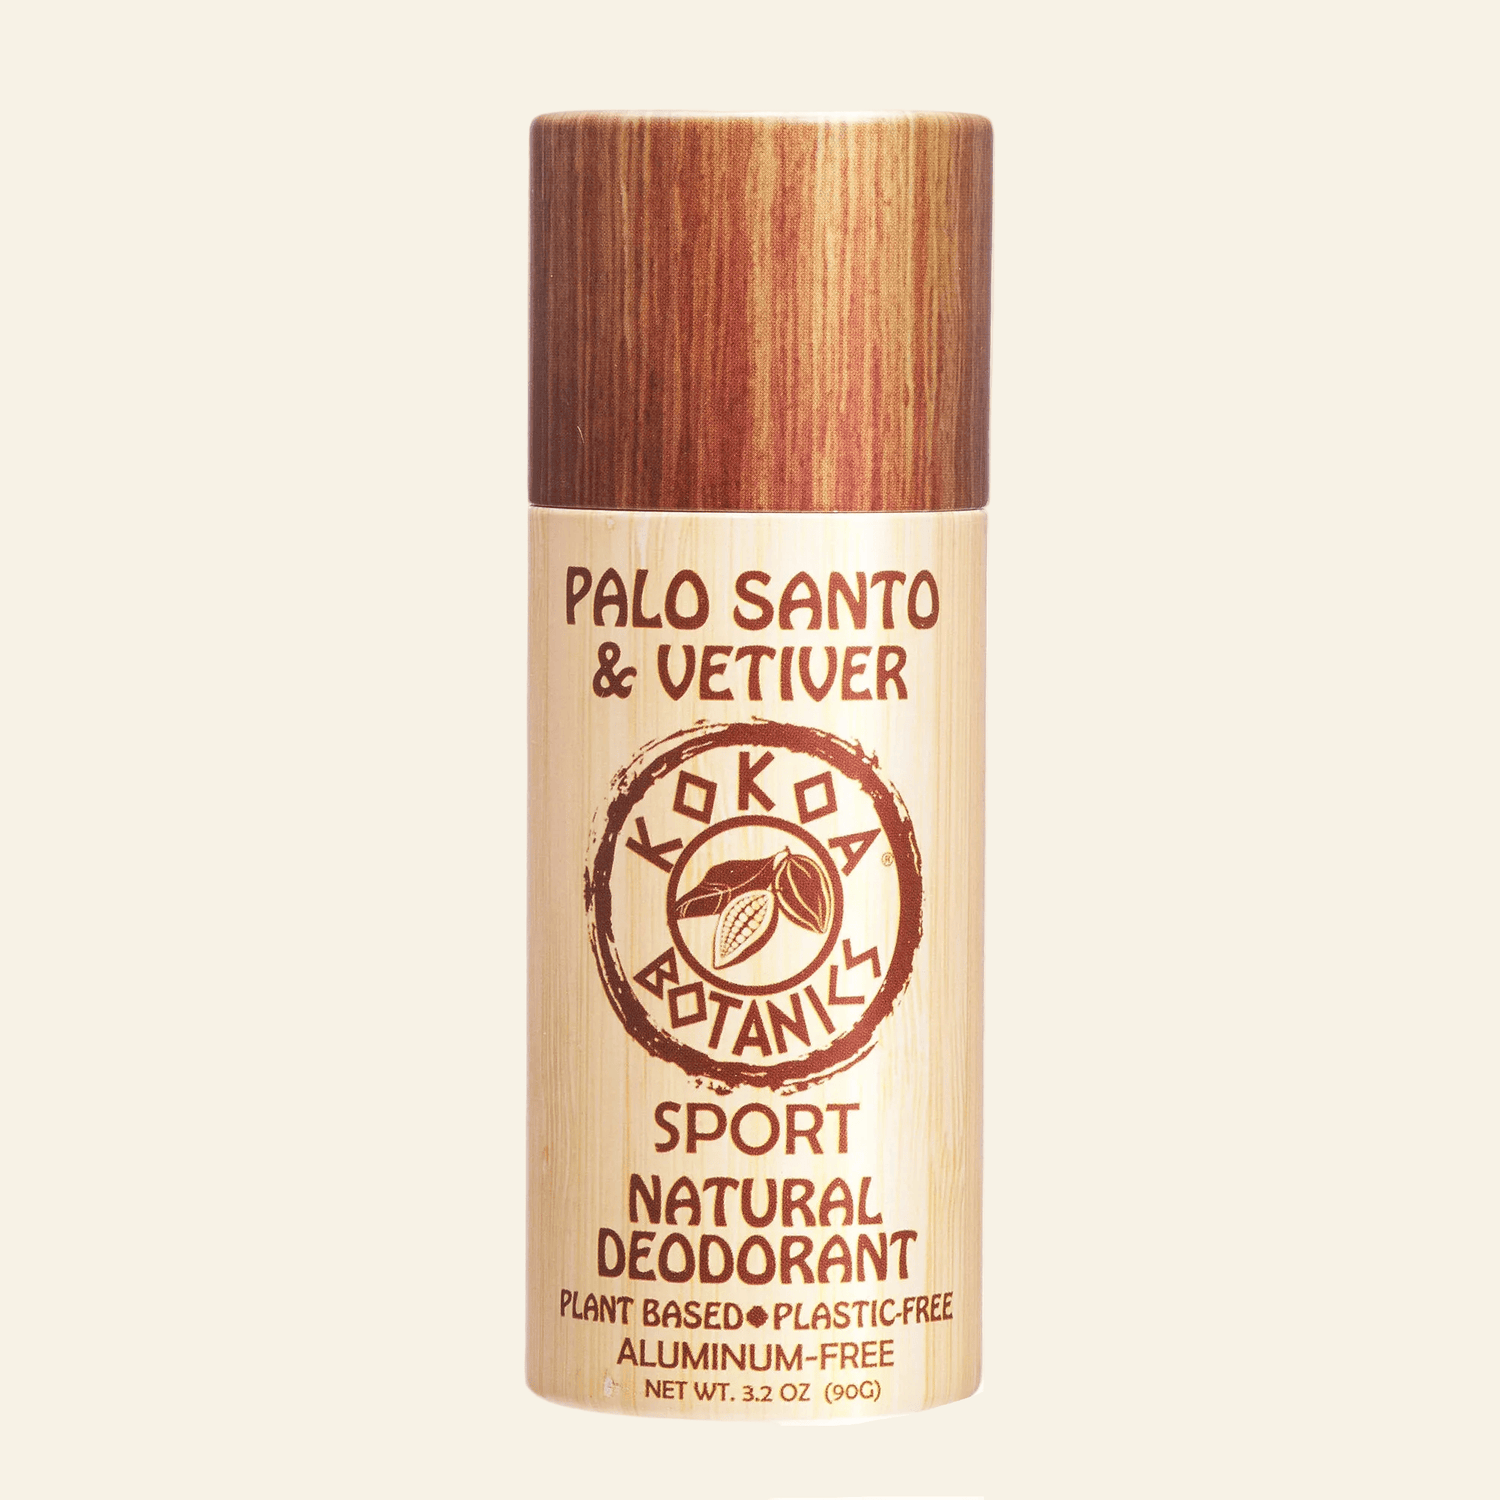 PALO SANTO
& VETIVER
KOKOA®
BOTANIKS
SPORT
NATURAL
DEODORANT
PLANT BASED●PLASTIC-FREE
ALUMINUM-FREE
NET WT. 3.2 OZ (90G)